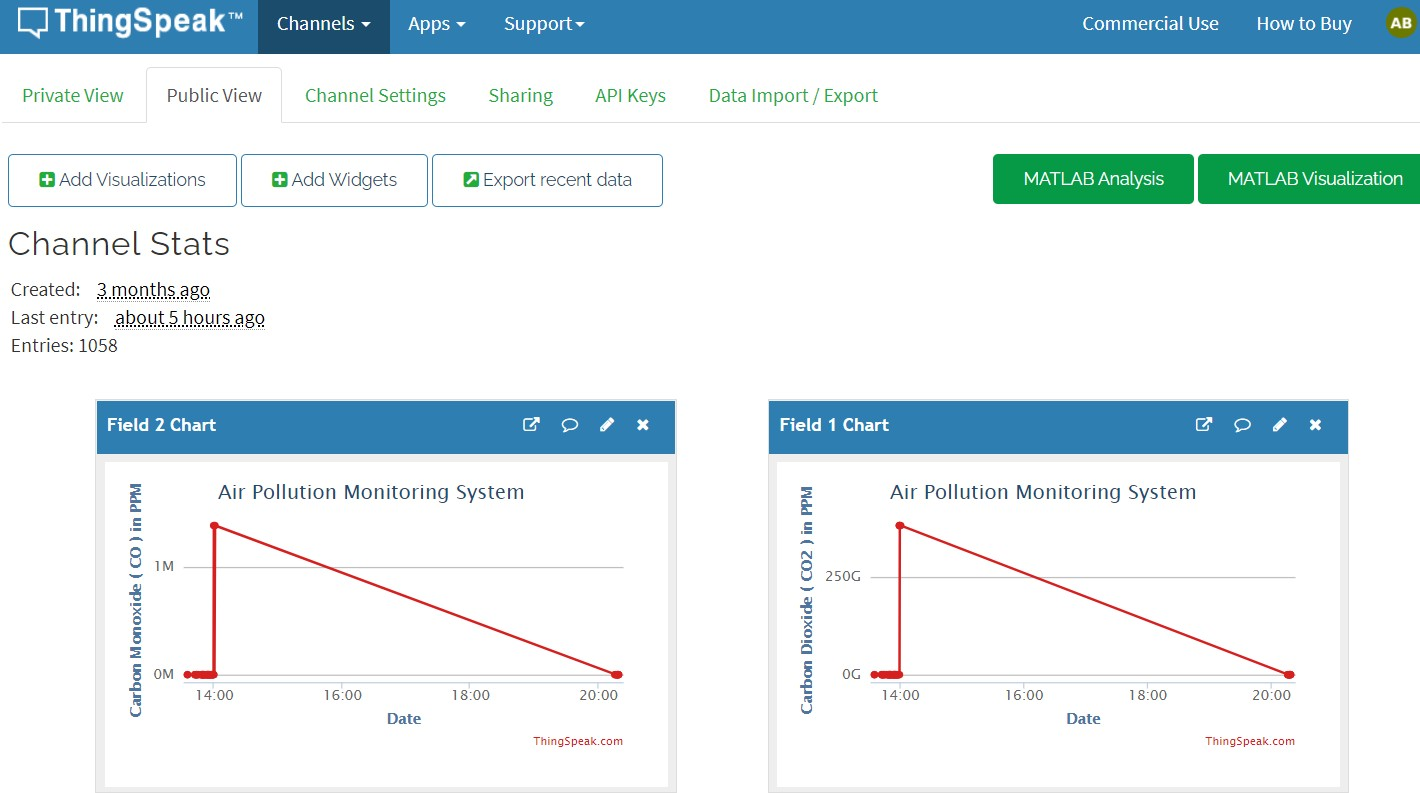 ThingSpeak™ Channels Apps Support Commercial Use How to Buy AB
Private View Public View Channel Settings Sharing API Keys Data Import / Export
Add Visualizations Add Widgets Export recent data MATLAB Analysis MATLAB Visualization
Channel Stats
Created: 3 months ago
Last entry: about 5 hours ago
Entries: 1058
Field 2 Chart
Air Pollution Monitoring System
Carbon Monoxide ( CO ) in PPM
1M
0M
14:00 16:00 18:00 20:00
Date
ThingSpeak.com
Field 1 Chart
Air Pollution Monitoring System
Carbon Dioxide ( CO2 ) in PPM
250G
0G
14:00 16:00 18:00 20:00
Date
ThingSpeak.com